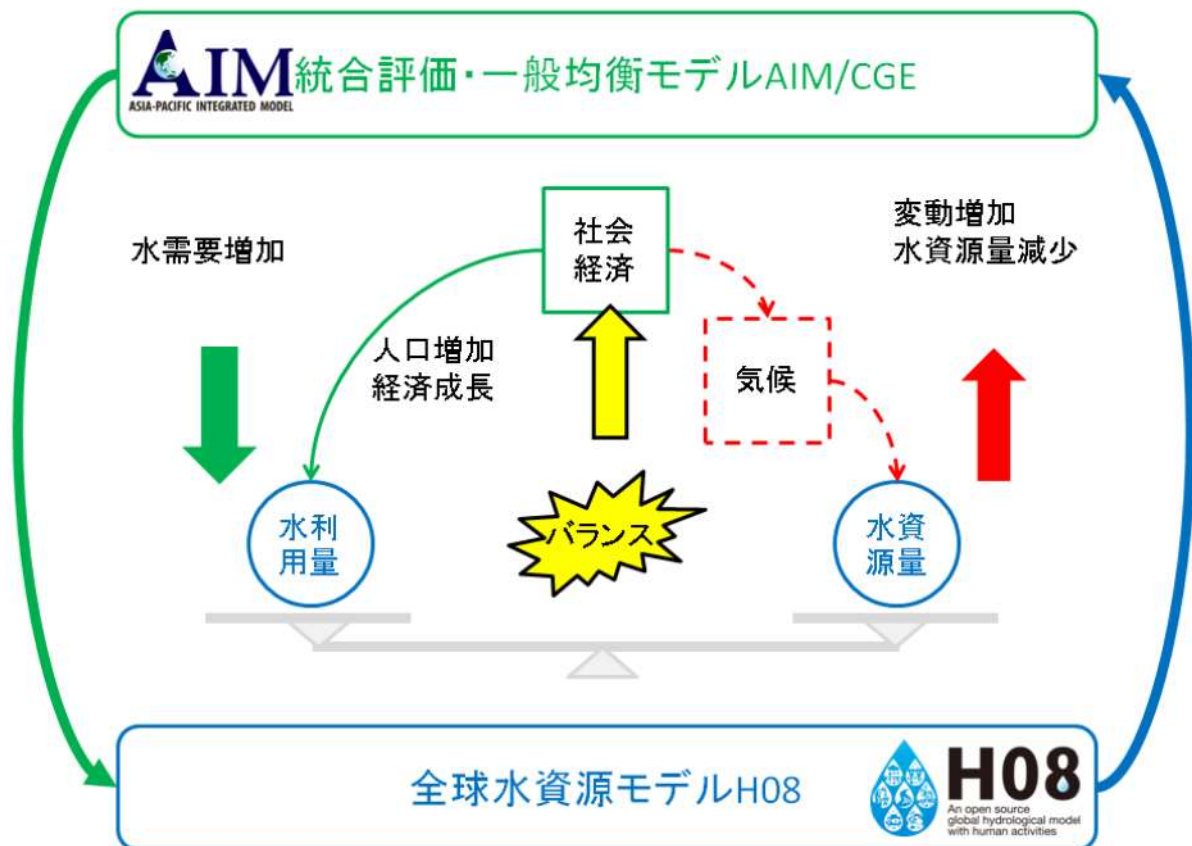 AIM統合評価・一般均衡モデルAIM/CGE
ASIA-PACIFIC INTEGRATED MODEL
社会
経済
変動増加
水資源量減少
水需要増加
人口増加
経済成長
気候
水利
用量
バランス
水資
源量
全球水資源モデルH08
H08
An open source
global hydrological model
with human activities